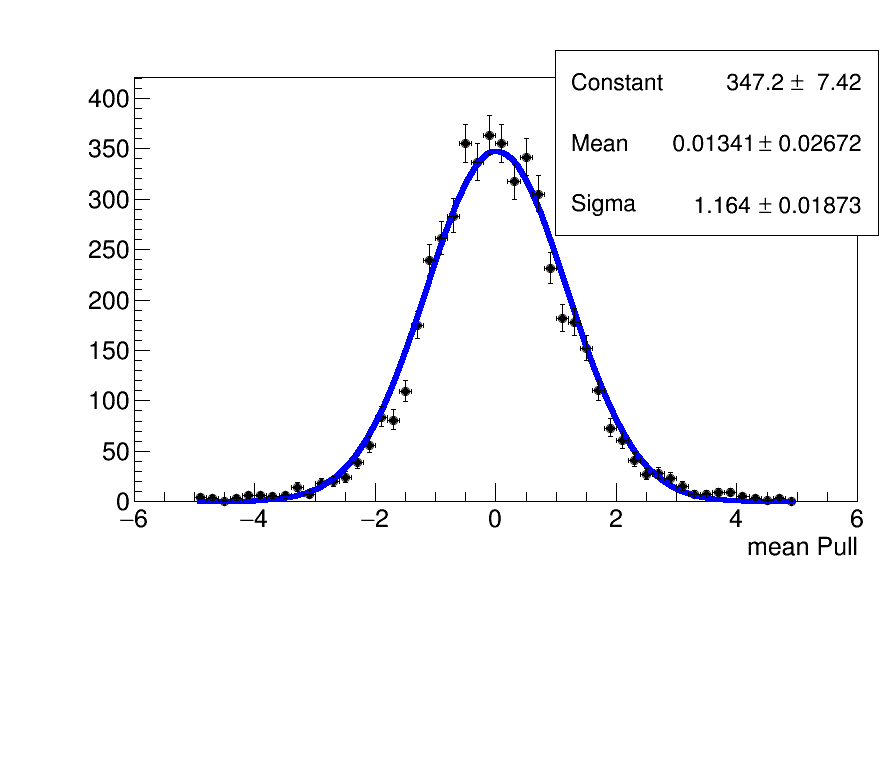 Constant 347.2 ± 7.42
Mean 0.01341 ± 0.02672
Sigma 1.164 ± 0.01873
400
350
300
250
200
150
100
50
0
−6 −4 −2 0 2 4 6
mean Pull